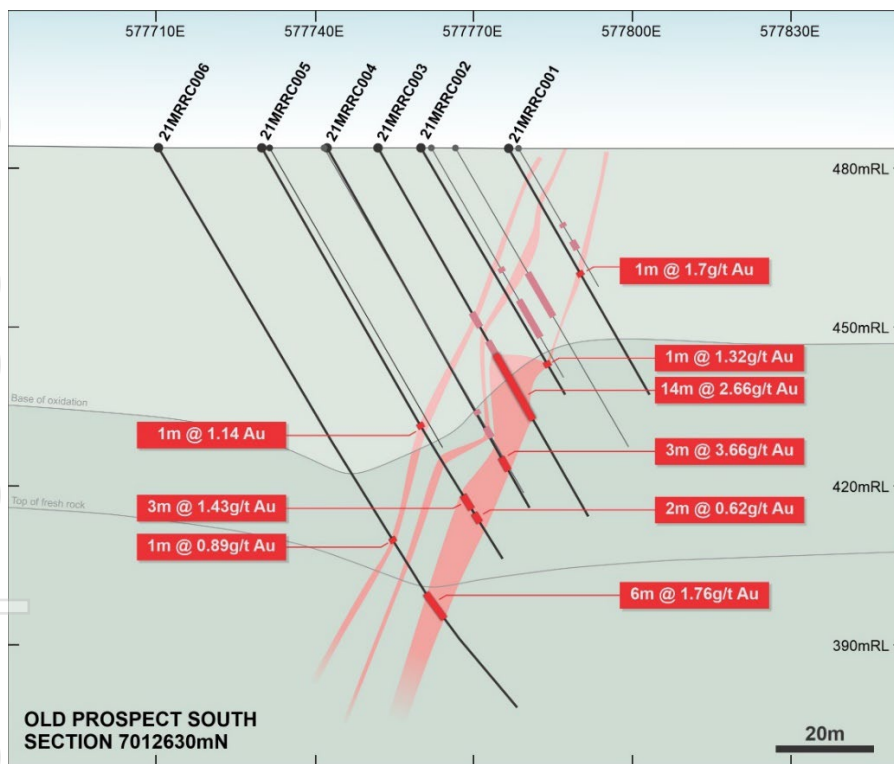 577710E
577740E
577770E
577800E
577830E
21MRRC006
21MRRC005
21MRRC004
21MRRC003
21MRRC002
21MRRC001
480mRL
1m @ 1.7g/t Au
450mRL
1m @ 1.32g/t Au
14m @ 2.66g/t Au
Base of oxidation
1m @ 1.14 Au
3m @ 3.66g/t Au
420mRL
Top of fresh rock
3m @ 1.43g/t Au
2m @ 0.62g/t Au
1m @ 0.89g/t Au
6m @ 1.76g/t Au
390mRL
OLD PROSPECT SOUTH
SECTION 7012630mN
20m